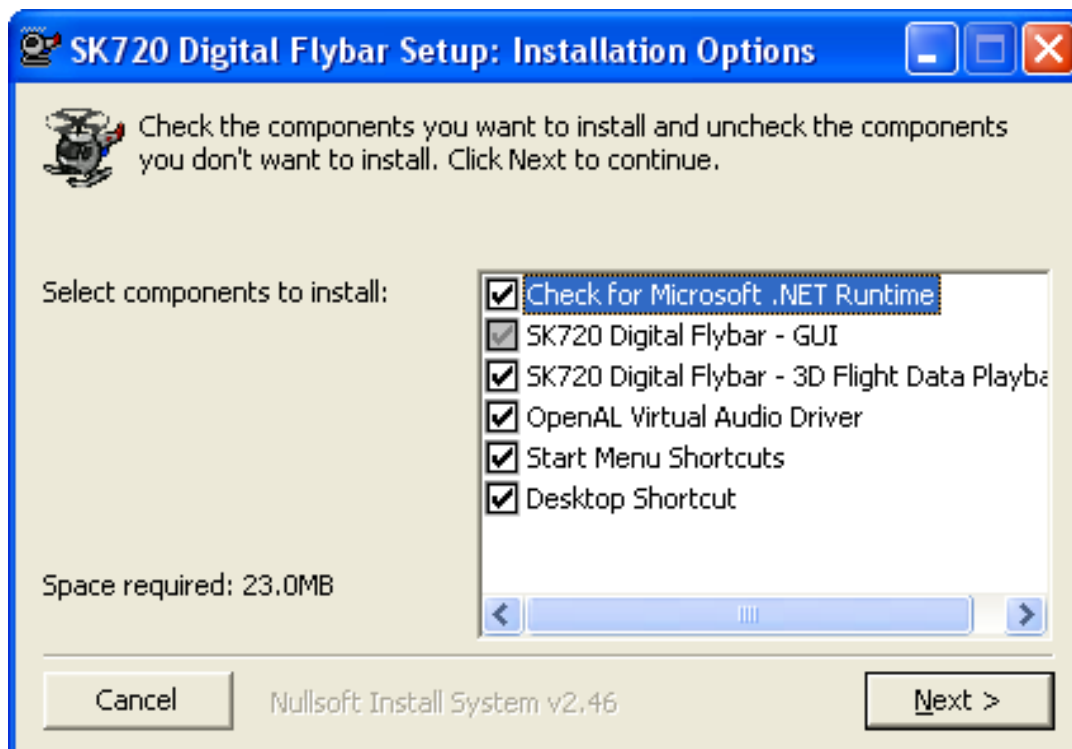 SK720 Digital Flybar Setup: Installation Options
Check the components you want to install and uncheck the components
you don't want to install. Click Next to continue.
Select components to install:
Check for Microsoft .NET Runtime
SK720 Digital Flybar - GUI
SK720 Digital Flybar - 3D Flight Data Playba
OpenAL Virtual Audio Driver
Start Menu Shortcuts
Desktop Shortcut
Space required: 23.0MB
Cancel
Nullsoft Install System v2.46
Next >